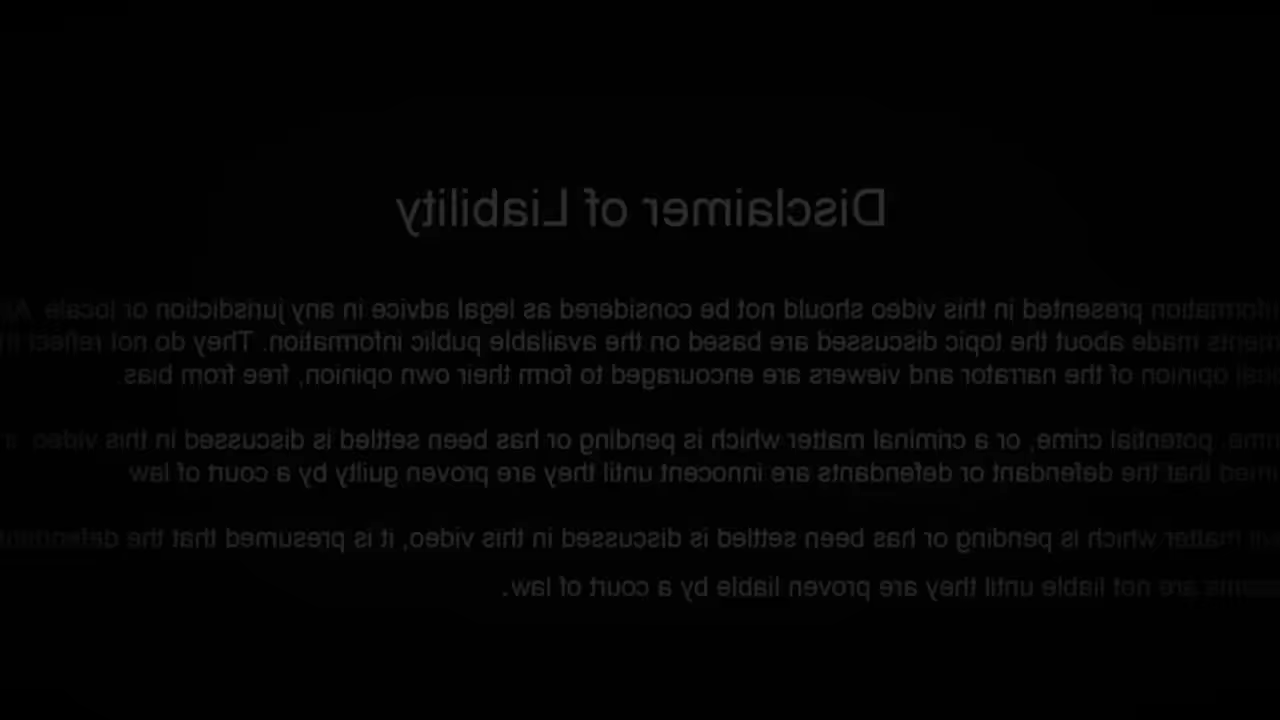 Disclaimer of Liability
presented in this video should not be considered as legal advice in any jurisdiction or locale.
made about the topic discussed are based on the available public information. They do not reflect
opinion of the narrator and viewers are encouraged to form their own opinion, free from bias.
potential crime, or a criminal matter which is pending or has been settled is discussed in this video,
that the defendant or defendants are innocent until they are proven guilty by a court of law
matter which is pending or has been settled is discussed in this video, it is presumed that the
are not liable until they are proven liable by a court of law.